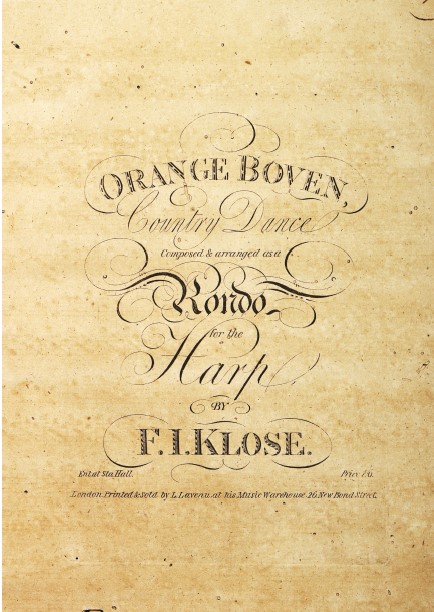 ORANGE BOVEN,
Country Dance
Composed & arranged as a
Rondo
for the
Harp
BY
F. I. KLOSE.
Ent. at Sta. Hall. Price 1/6.
London. Printed & Sold by L. Lavenu. at his Music Warehouse. 26 New Bond Street.